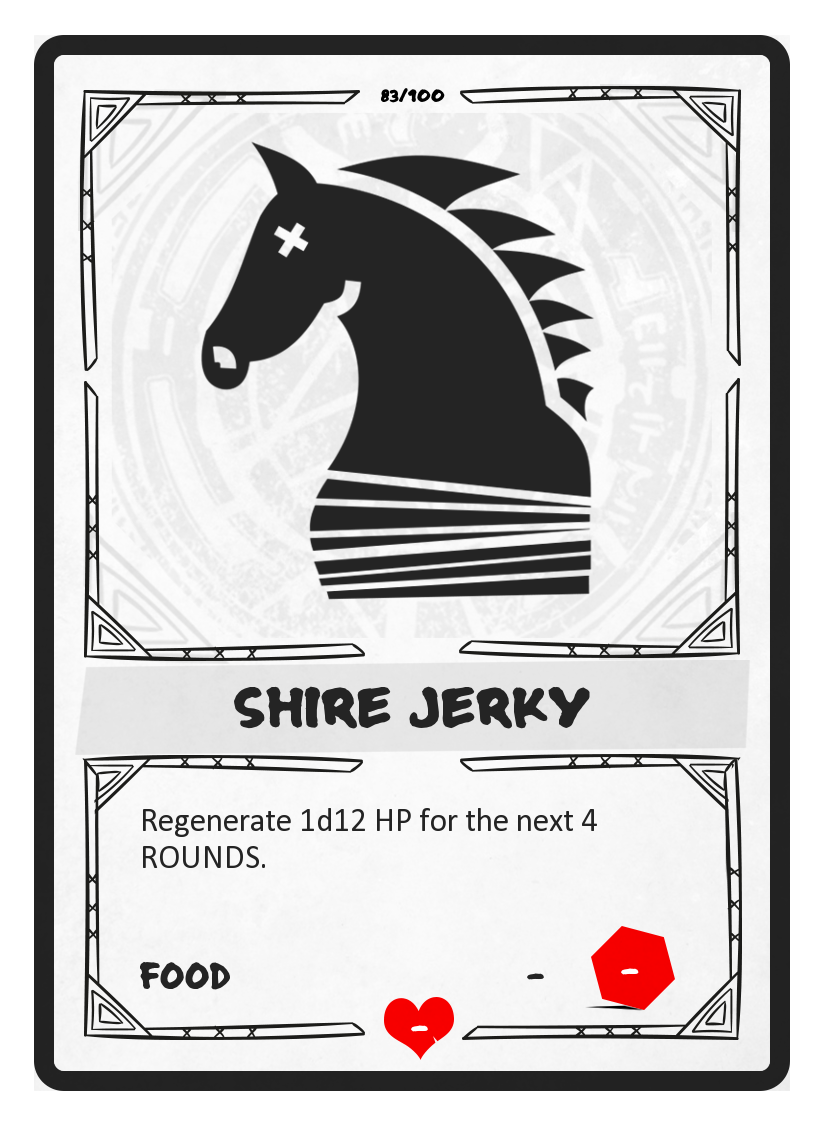 83/100
SHIRE JERKY
Regenerate 1d12 HP for the next 4
ROUNDS.
FOOD
-
-
-